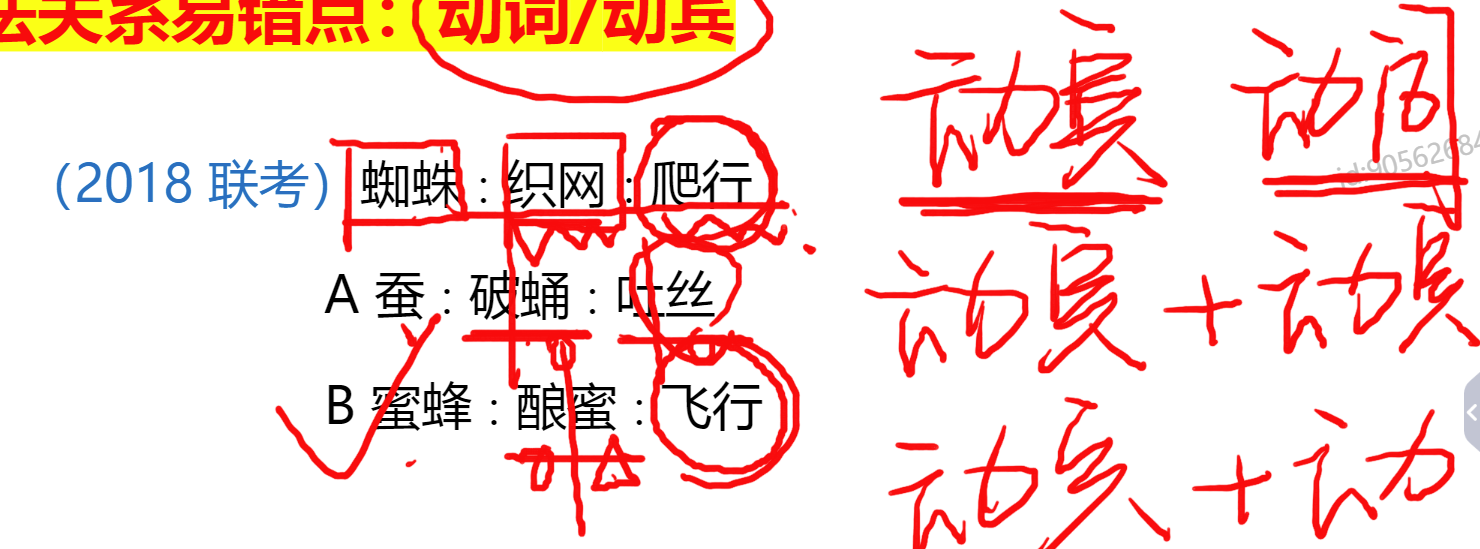 法关系易错点：动词/动宾
动宾 动词
id:9056268
（2018 联考）蜘蛛：织网：爬行
动宾 + 动宾
A 蚕：破蛹：吐丝
B 蜜蜂：酿蜜：飞行
动宾 + 动